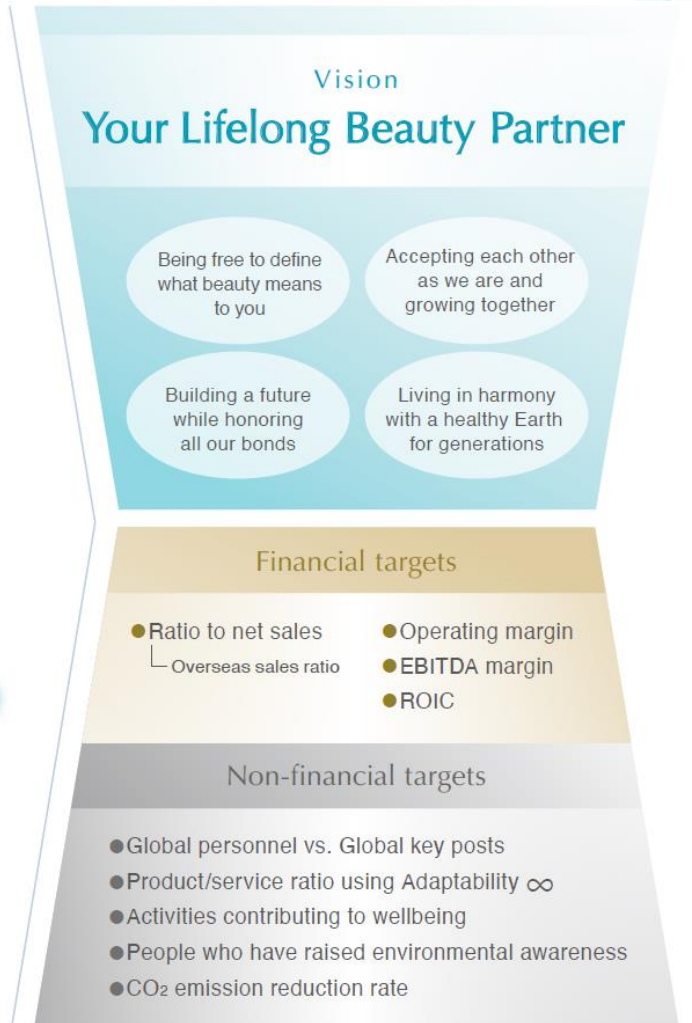 Vision
Your Lifelong Beauty Partner
Being free to define
what beauty means
to you
Accepting each other
as we are and
growing together
Building a future
while honoring
all our bonds
Living in harmony
with a healthy Earth
for generations
Financial targets
●Ratio to net sales
Overseas sales ratio
●Operating margin
●EBITDA margin
●ROIC
Non-financial targets
●Global personnel vs. Global key posts
●Product/service ratio using Adaptability ∞
●Activities contributing to wellbeing
●People who have raised environmental awareness
●CO₂ emission reduction rate